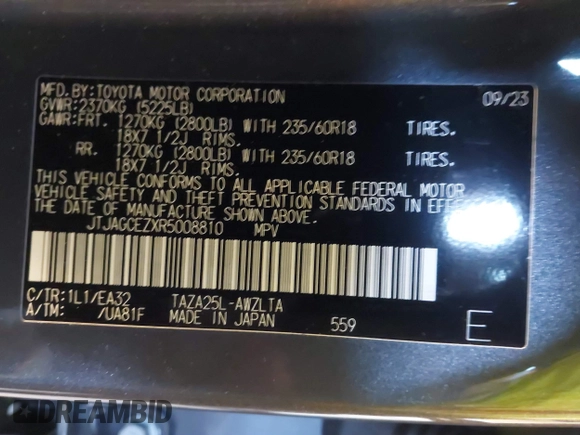 MFD.BY:TOYOTA MOTOR CORPORATION 09/23
GVWR:2370KG (5225LB)
GAWR:FRT. 1270KG (2800LB) WITH 235/60R18 TIRES.
18X7 1/2J RIMS.
RR. 1270KG (2800LB) WITH 235/60R18 TIRES.
18X7 1/2J RIMS.
THIS VEHICLE CONFORMS TO ALL APPLICABLE FEDERAL MOTOR
VEHICLE SAFETY AND THEFT PREVENTION STANDARDS IN EFFE
THE DATE OF MANUFACTURE SHOWN ABOVE.
JTJAGCEZXR5008810 MPV
C/TR:1L1/EA32 TAZA25L-AWZLTA
A/TM: /UA81F MADE IN JAPAN 559 E
DREAMBID